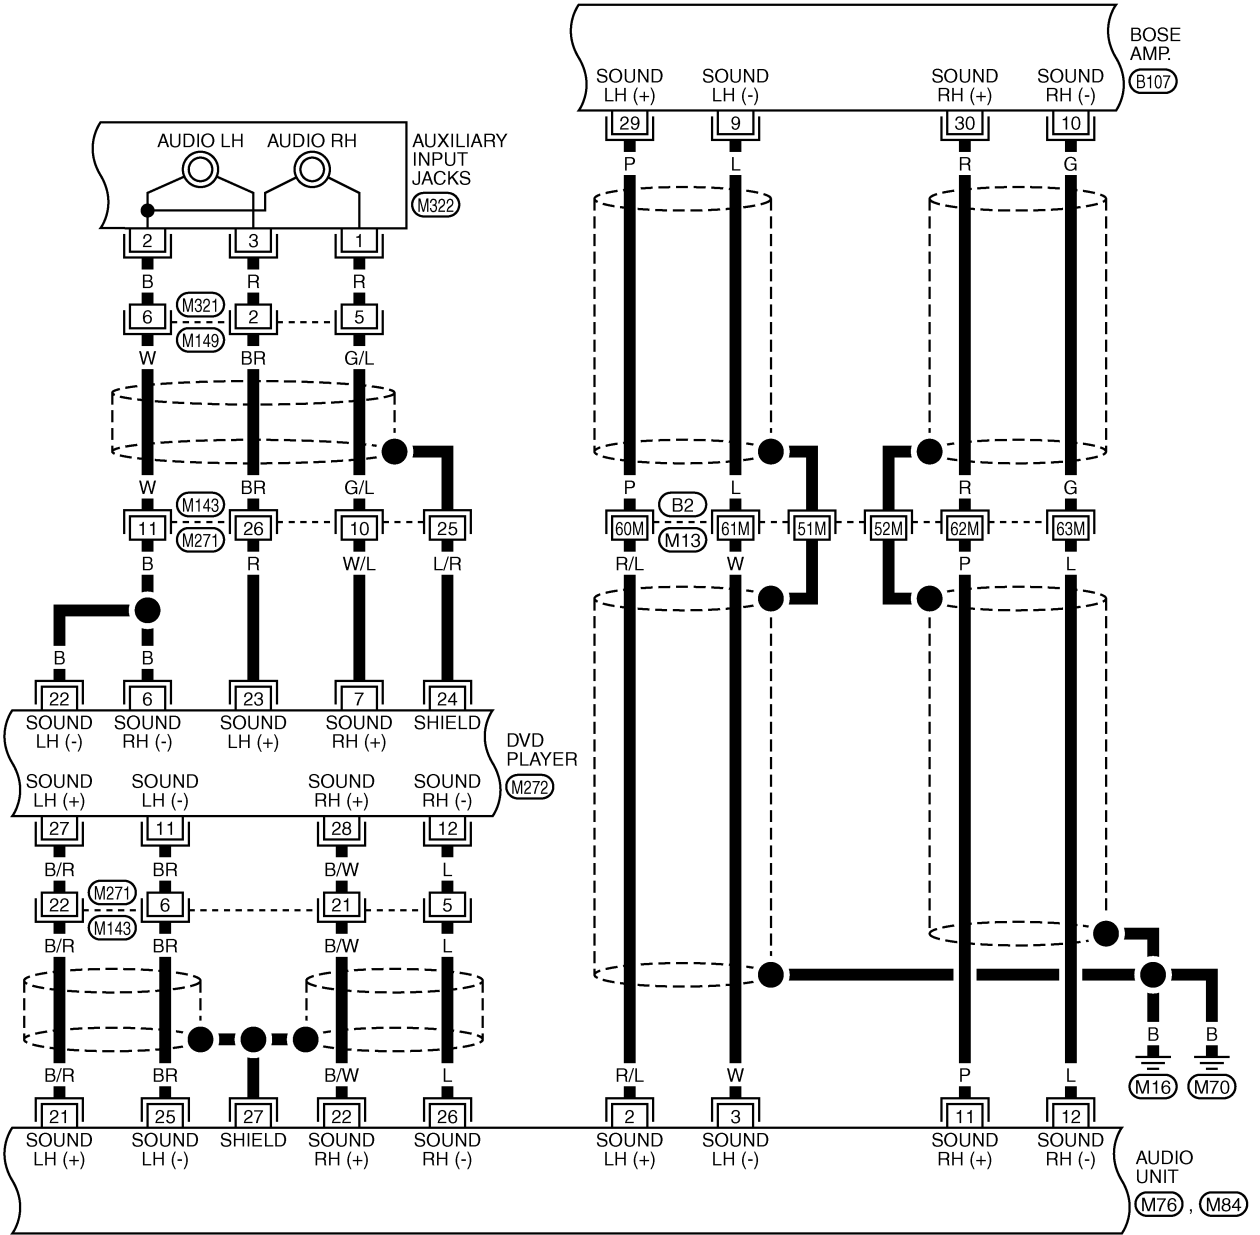 BOSE
AMP.
B107
SOUND LH (+)
SOUND LH (-)
SOUND RH (+)
SOUND RH (-)
29 9 30 10
P L R G
AUDIO LH AUDIO RH
AUXILIARY
INPUT
JACKS
M322
2 3 1
B R R
M321
6 2 5
M149
W BR G/L
W BR G/L
M143
11 26 10 25
M271
B R W/L L/R
B B
22 6 23 7 24
SOUND LH (-)
SOUND RH (-)
SOUND LH (+)
SOUND RH (+)
SHIELD
DVD
PLAYER
M272
SOUND LH (+)
SOUND LH (-)
SOUND RH (+)
SOUND RH (-)
27 11 28 12
B/R BR B/W L
M271
22 6 21 5
M143
B/R BR B/W L
B/R BR B/W L
21 25 27 22 26
SOUND LH (+)
SOUND LH (-)
SHIELD
SOUND RH (+)
SOUND RH (-)
P L R G
B2
60M 61M 51M 52M 62M 63M
M13
R/L W P L
B B
M16 M70
R/L W P L
2 3 11 12
SOUND LH (+)
SOUND LH (-)
SOUND RH (+)
SOUND RH (-)
AUDIO
UNIT
M76 , M84